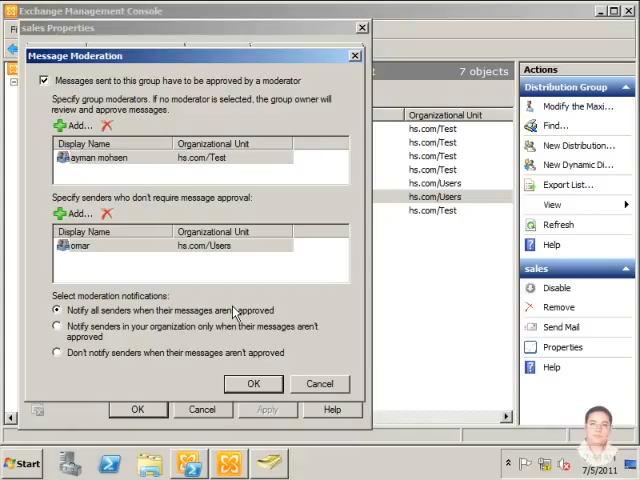 Exchange Management Console
sales Properties
Message Moderation
Messages sent to this group have to be approved by a moderator
Specify group moderators. If no moderator is selected, the group owner will
review and approve messages.
Add...
Display Name
Organizational Unit
ayman mohsen
hs.com/Test
Specify senders who don't require message approval:
Add...
Display Name
Organizational Unit
omar
hs.com/Users
Select moderation notifications:
Notify all senders when their messages aren't approved
Notify senders in your organization only when their messages aren't
approved
Don't notify senders when their messages aren't approved
OK
Cancel
OK
Cancel
Apply
Help
7 objects
Organizational Unit
hs.com/Test
hs.com/Test
hs.com/Test
hs.com/Test
hs.com/Users
hs.com/Users
hs.com/Test
Actions
Distribution Group
Modify the Maxi...
Find...
New Distribution...
New Dynamic Di...
Export List...
View
Refresh
Help
sales
Disable
Remove
Send Mail
Properties
Help
Start
7/5/2011